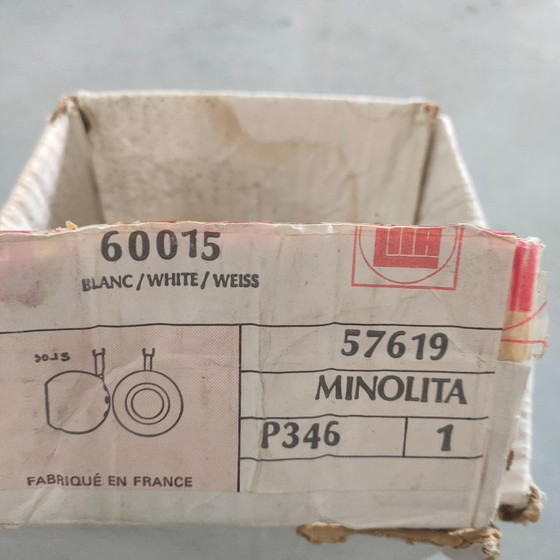 60015
BLANC/WHITE/WEISS
57619
MINOLITA
P346 1
FABRIQUÉ EN FRANCE